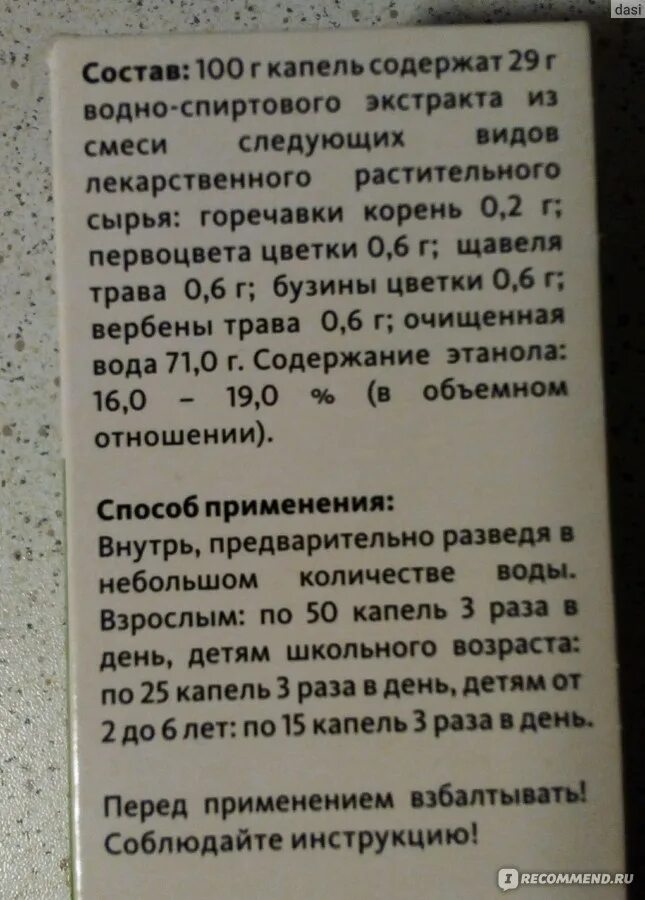 dasi
Состав: 100 г капель содержат 29 г
водно-спиртового экстракта из
смеси следующих видов
лекарственного растительного
сырья: горечавки корень 0,2 г;
первоцвета цветки 0,6 г; щавеля
трава 0,6 г; бузины цветки 0,6 г;
вербены трава 0,6 г; очищенная
вода 71,0 г. Содержание этанола:
16,0 – 19,0 % (в объемном
отношении).
Способ применения:
Внутрь, предварительно разведя в
небольшом количестве воды.
Взрослым: по 50 капель 3 раза в
день, детям школьного возраста:
по 25 капель 3 раза в день, детям от
2 до 6 лет: по 15 капель 3 раза в день.
Перед применением взбалтывать!
Соблюдайте инструкцию!
I RECOMMEND.RU